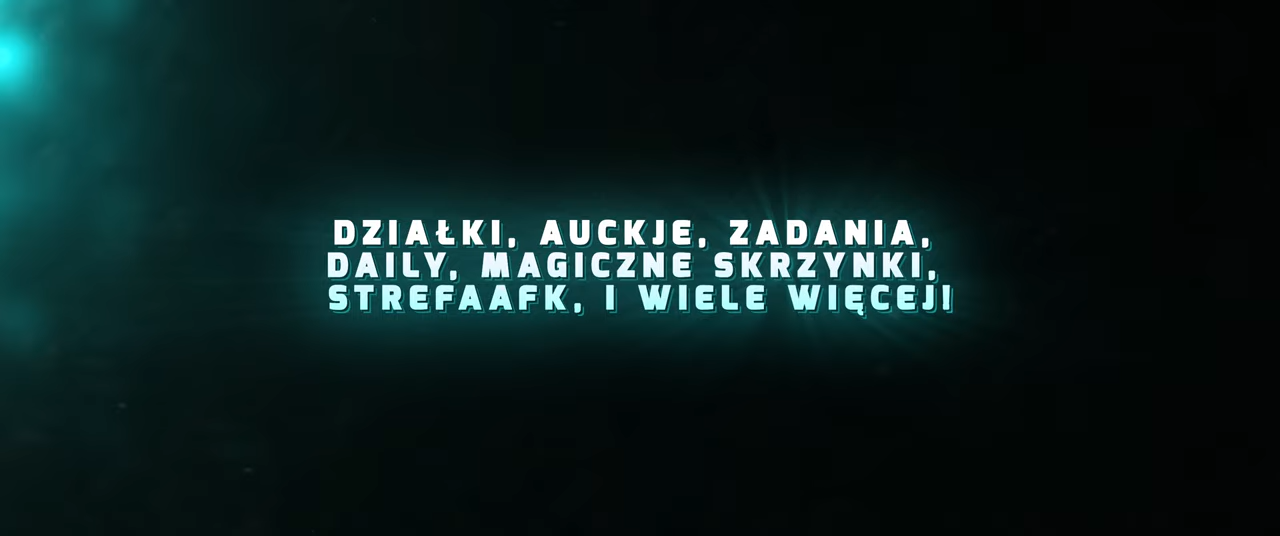 DZIAŁKI, AUCKJE, ZADANIA,
DAILY, MAGICZNE SKRZYNKI,
STREFAAFK, I WIELE WIĘCEJ!